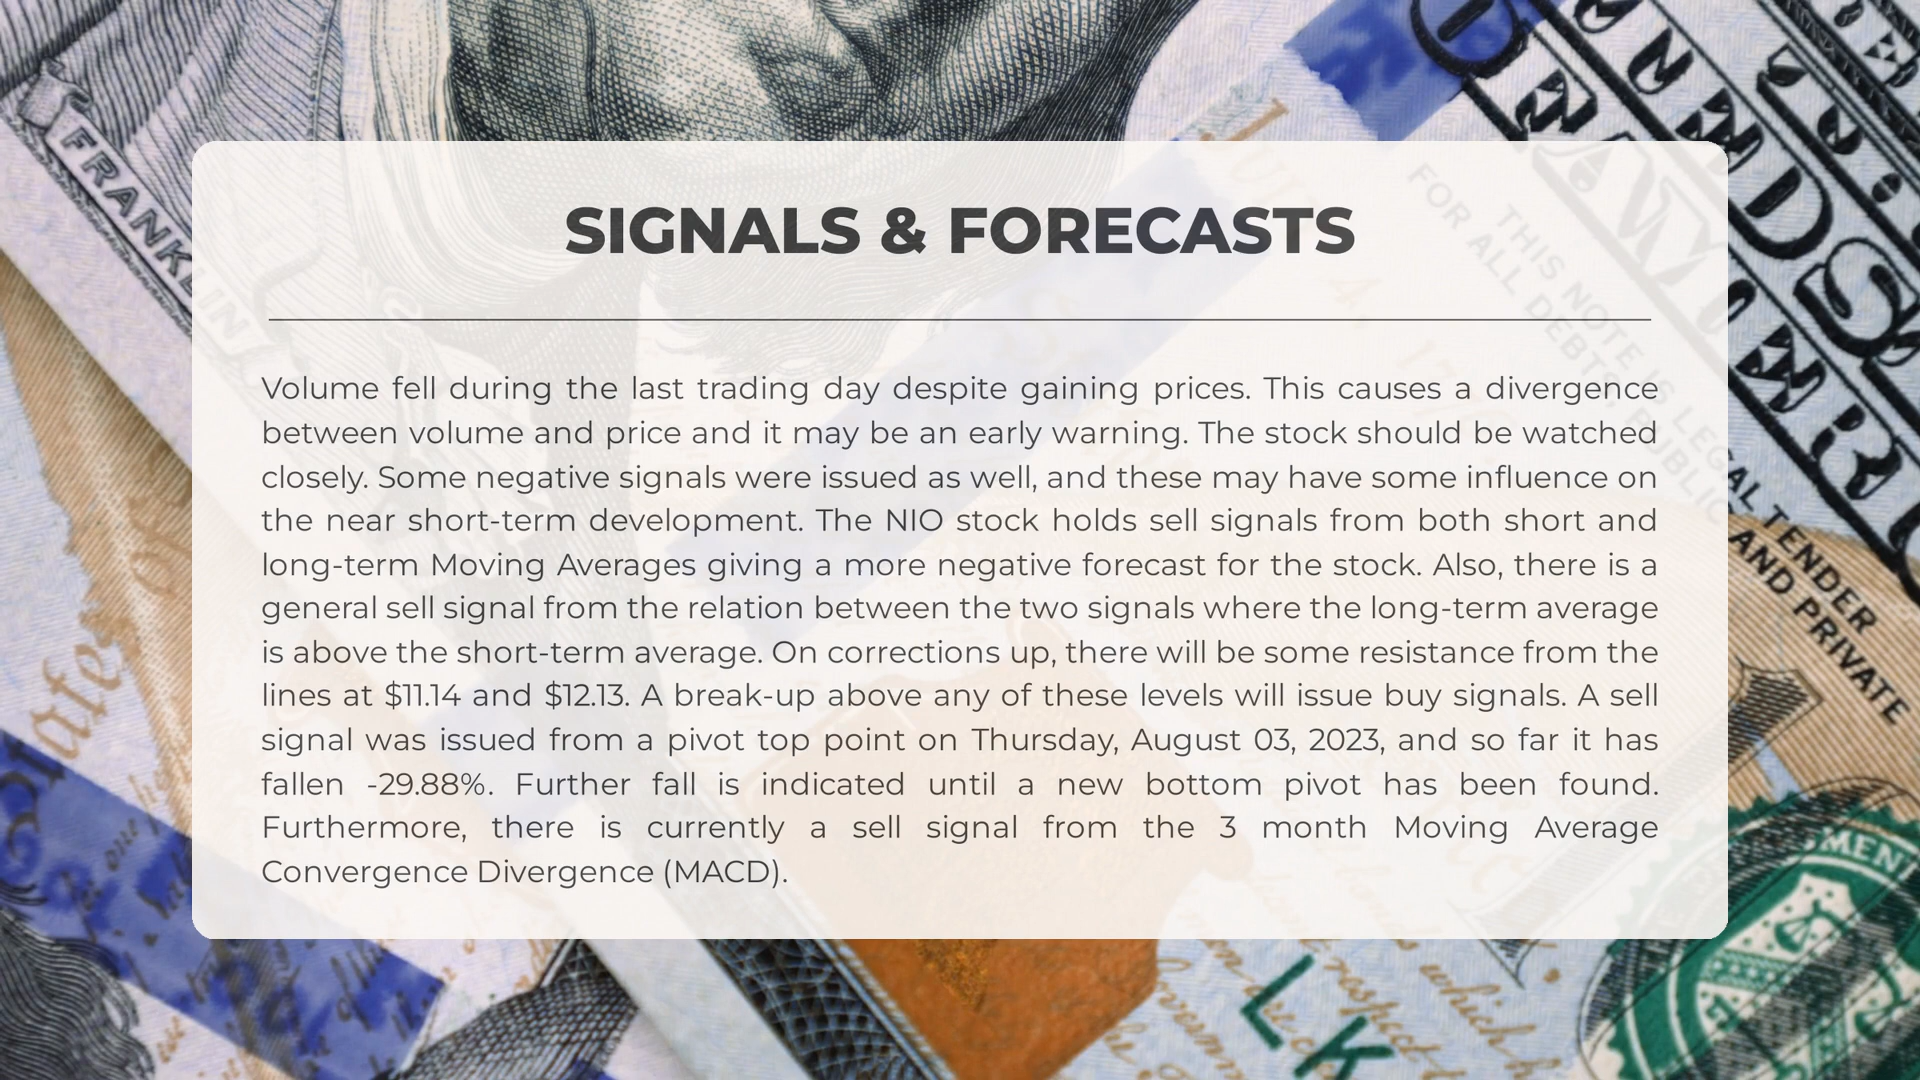 FRANKLIN
THIS NOTE IS LEGAL TENDER
FOR ALL DEBTS, PUBLIC AND PRIVATE
SIGNALS & FORECASTS
Volume fell during the last trading day despite gaining prices. This causes a divergence
between volume and price and it may be an early warning. The stock should be watched
closely. Some negative signals were issued as well, and these may have some influence on
the near short-term development. The NIO stock holds sell signals from both short and
long-term Moving Averages giving a more negative forecast for the stock. Also, there is a
general sell signal from the relation between the two signals where the long-term average
is above the short-term average. On corrections up, there will be some resistance from the
lines at $11.14 and $12.13. A break-up above any of these levels will issue buy signals. A sell
signal was issued from a pivot top point on Thursday, August 03, 2023, and so far it has
fallen -29.88%. Further fall is indicated until a new bottom pivot has been found.
Furthermore, there is currently a sell signal from the 3 month Moving Average
Convergence Divergence (MACD).
L K